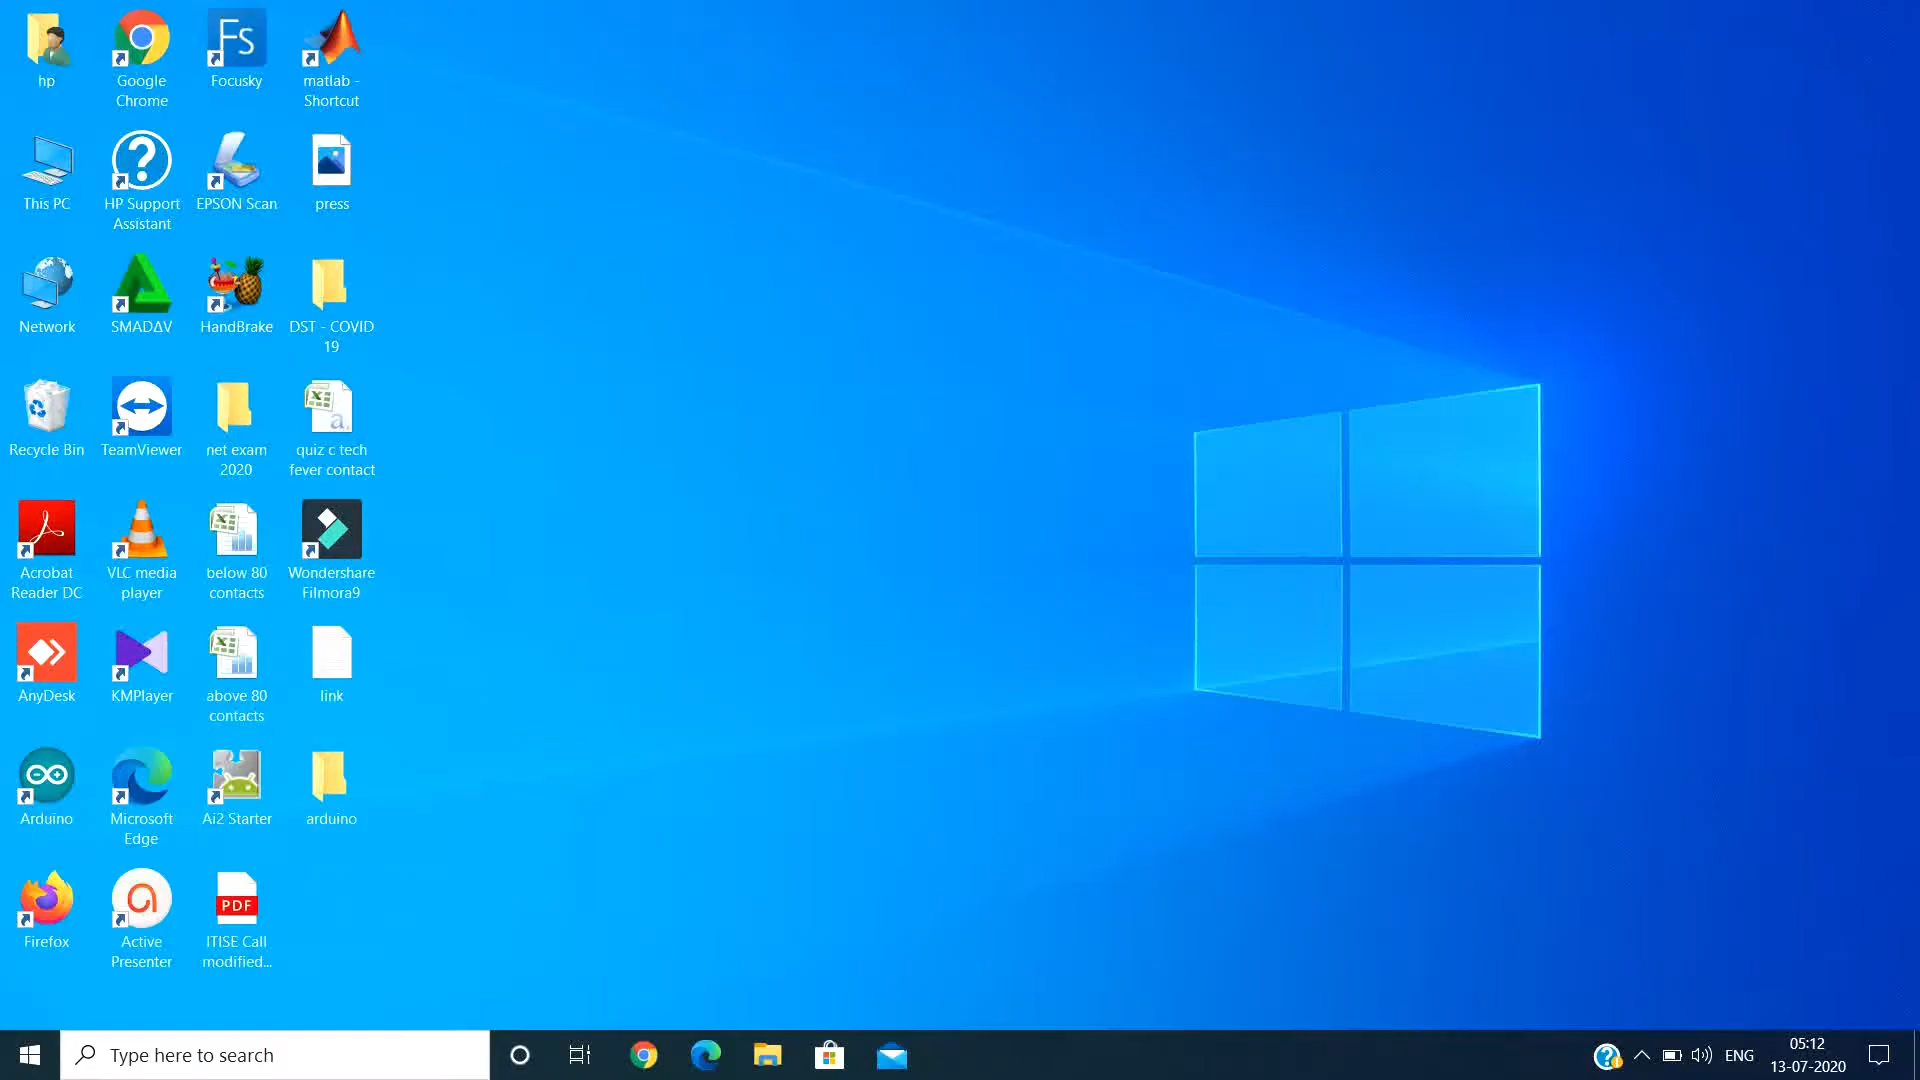 hp
Google
Chrome
Fs
Focusky
matlab -
Shortcut
This PC
?
HP Support
Assistant
EPSON Scan
press
Network
SMADΔV
HandBrake
DST - COVID
19
Recycle Bin
TeamViewer
net exam
2020
a,
quiz c tech
fever contact
Acrobat
Reader DC
VLC media
player
below 80
contacts
Wondershare
Filmora9
AnyDesk
KMPlayer
above 80
contacts
link
Arduino
Microsoft
Edge
Ai2 Starter
arduino
Firefox
Active
Presenter
PDF
ITISE Call
modified...
Type here to search
?
ENG
05:12
13-07-2020